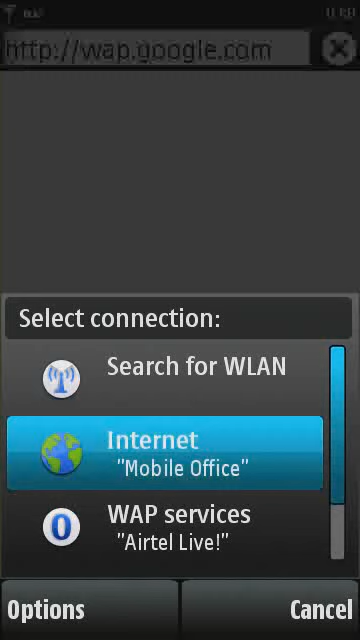 http://wap.google.com
Select connection:
Search for WLAN
Internet
"Mobile Office"
WAP services
"Airtel Live!"
Options
Cancel